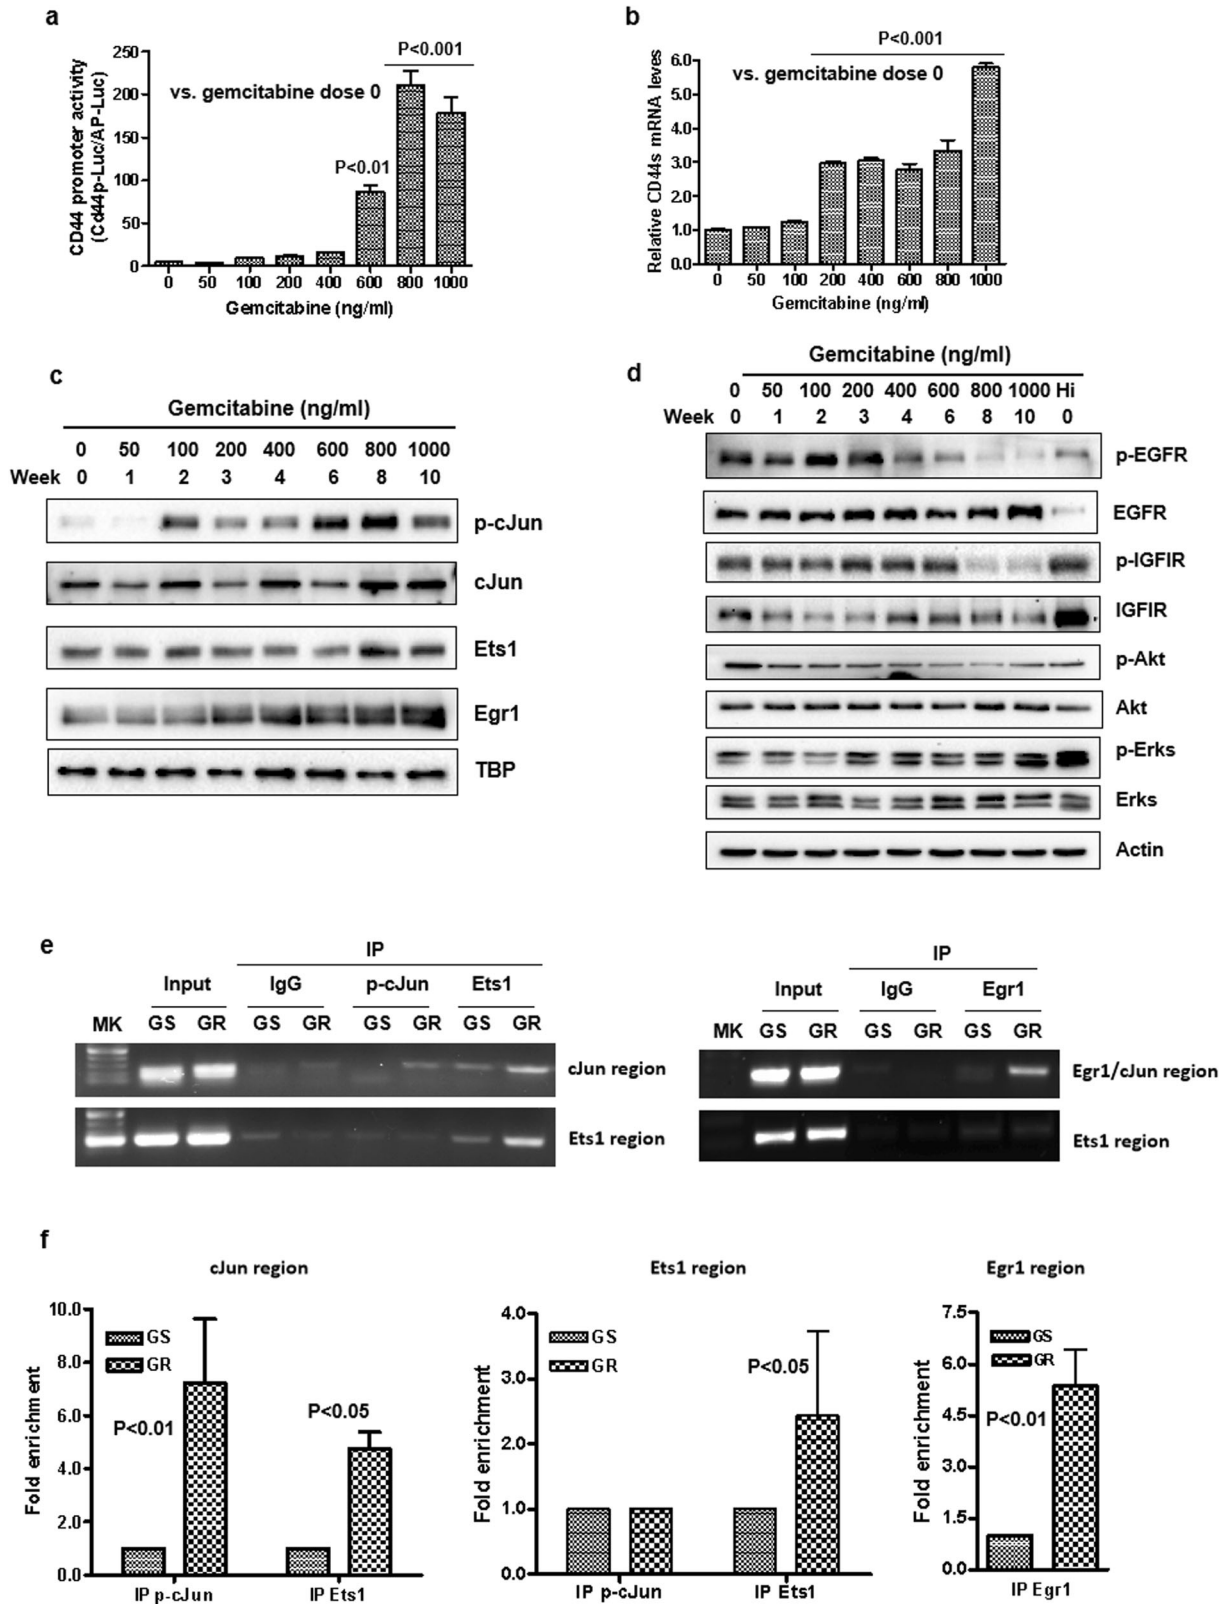 a
P<0.001
vs. gemcitabine dose 0
P<0.01
CD44 promoter activity
(Cd44p-Luc/AP-Luc)
250
200
150
100
50
0
0 50 100 200 400 600 800 1000
Gemcitabine (ng/ml)
b
P<0.001
vs. gemcitabine dose 0
Relative CD44s mRNA leves
6.0
5.0
4.0
3.0
2.0
1.0
0.0
0 50 100 200 400 600 800 1000
Gemcitabine (ng/ml)
c
Gemcitabine (ng/ml)
0 50 100 200 400 600 800 1000
Week 0 1 2 3 4 6 8 10
p-cJun
cJun
Ets1
Egr1
TBP
d
Gemcitabine (ng/ml)
0 50 100 200 400 600 800 1000 Hi
Week 0 1 2 3 4 6 8 10 0
p-EGFR
EGFR
p-IGFIR
IGFIR
p-Akt
Akt
p-Erks
Erks
Actin
e
IP
Input IgG p-cJun Ets1
MK GS GR GS GR GS GR GS GR
cJun region
Ets1 region
IP
Input IgG Egr1
MK GS GR GS GR GS GR
Egr1/cJun region
Ets1 region
f
cJun region
Fold enrichment
10.0
8.0
6.0
4.0
2.0
0.0
GS
GR
P<0.01
P<0.05
IP p-cJun IP Ets1
Ets1 region
Fold enrichment
4.0
3.0
2.0
1.0
0.0
GS
GR
P<0.05
IP p-cJun IP Ets1
Egr1 region
Fold enrichment
7.5
6.0
4.5
3.0
1.5
0.0
GS
GR
P<0.01
IP Egr1